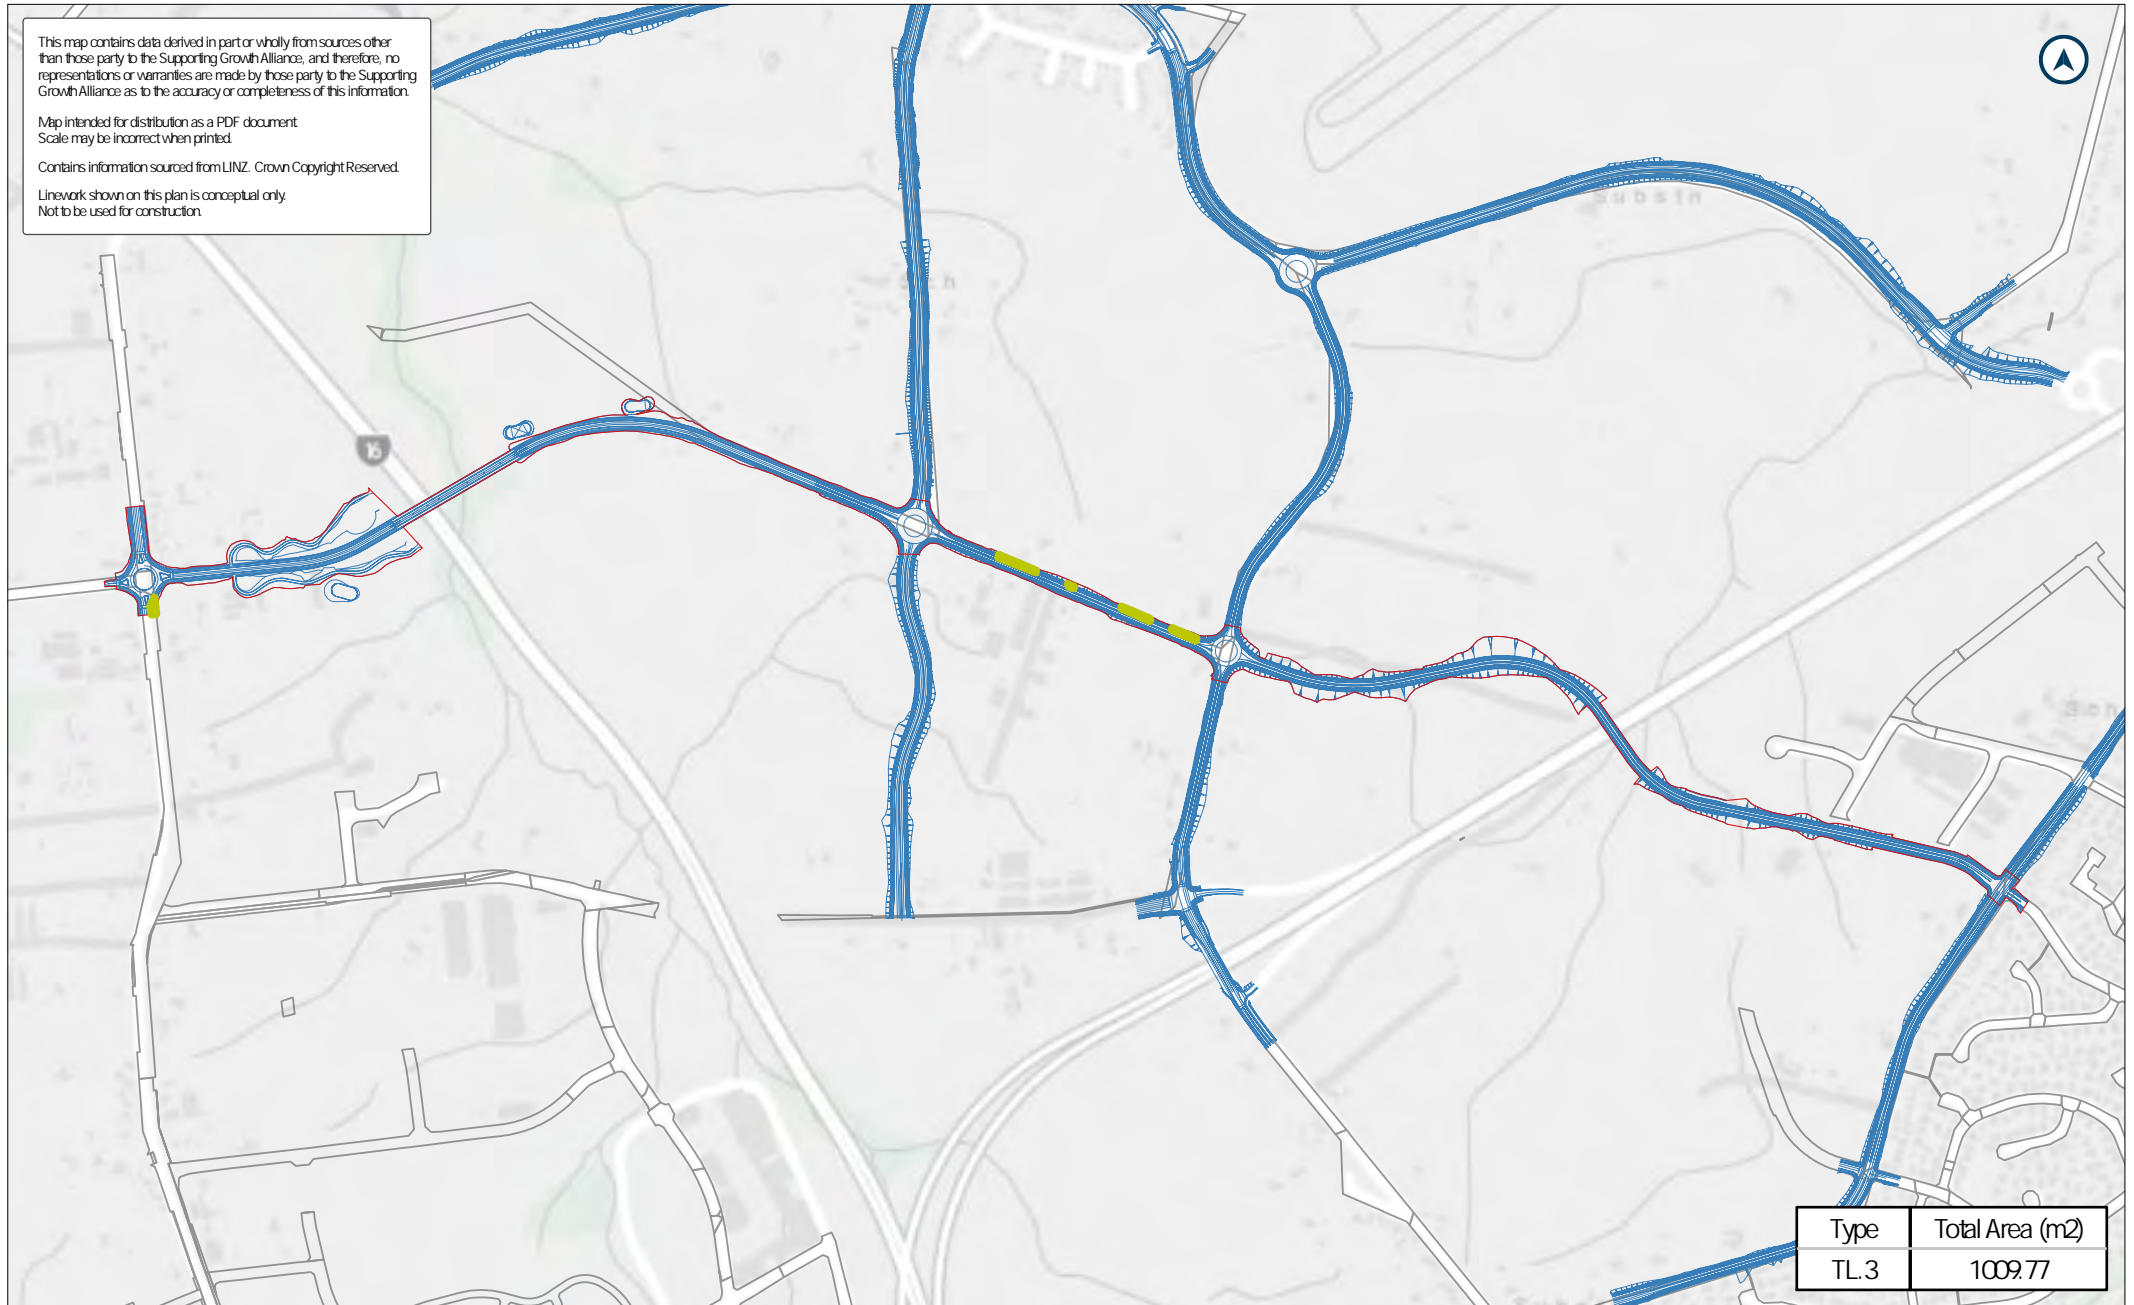 This map contains data derived in part or wholly from sources other
than those party to the Supporting Growth Alliance, and therefore, no
representations or warranties are made by those party to the Supporting
Growth Alliance as to the accuracy or completeness of this information.
Map intended for distribution as a PDF document.
Scale may be incorrect when printed.
Contains information sourced from LINZ. Crown Copyright Reserved.
Linework shown on this plan is conceptual only.
Not to be used for construction.
Substn
Sch
16
Sch
Type Total Area (m2)
TL.3 1009.77